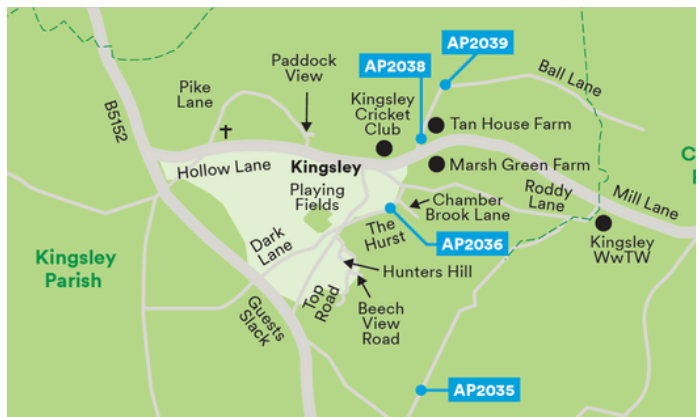 AP2039
Paddock
View
AP2038
Pike
Lane
Kingsley
Cricket
Club
Ball Lane
B5152
Tan House Farm
Hollow Lane
Kingsley
Marsh Green Farm
Playing
Fields
Roddy
Lane
Mill Lane
Chamber
Brook Lane
The
Hurst
AP2036
Dark
Lane
Kingsley
WwTW
Kingsley
Parish
Hunters Hill
Guests
Slack
Top
Road
Beech
View
Road
AP2035